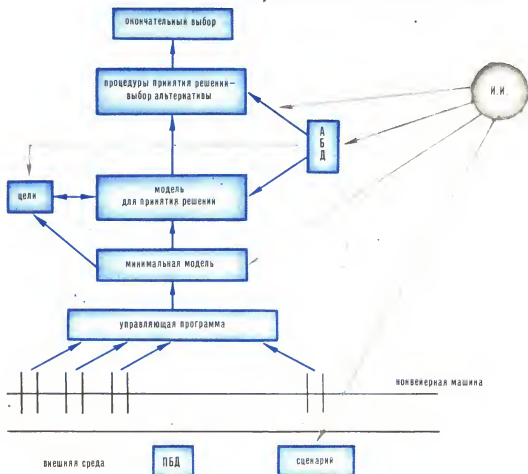 окончательный выбор
процедуры принятия решений—
выбор альтернативы
И.И.
А
Б
Д
цели
модель
для принятия решений
минимальная модель
управляющая программа
конвейерная машина
внешняя среда
ПБД
сценарий